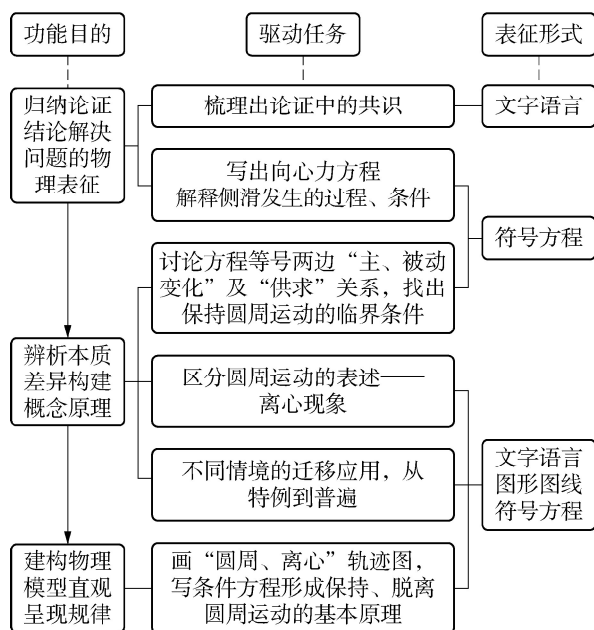 功能目的
驱动任务
表征形式
归纳论证
结论解决
问题的物
理表征
梳理出论证中的共识
文字语言
写出向心力方程
解释侧滑发生的过程、条件
符号方程
讨论方程等号两边“主、被动
变化”及“供求”关系，找出
保持圆周运动的临界条件
辨析本质
差异构建
概念原理
区分圆周运动的表述——
离心现象
不同情境的迁移应用，从
特例到普遍
文字语言
图形图线
符号方程
建构物理
模型直观
呈现规律
画“圆周、离心”轨迹图，
写条件方程形成保持、脱离
圆周运动的基本原理